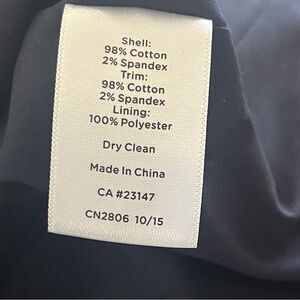 Shell:
98% Cotton
2% Spandex
Trim:
98% Cotton
2% Spandex
Lining:
100% Polyester
Dry Clean
Made In China
CA #23147
CN2806 10/15